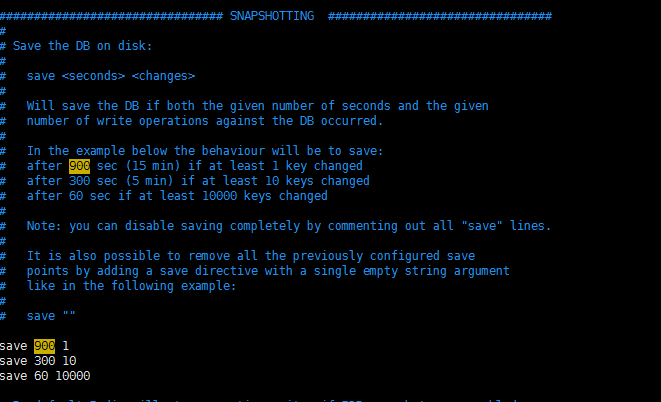 ################################ SNAPSHOTTING ################################
#
# Save the DB on disk:
#
#   save <seconds> <changes>
#
#   Will save the DB if both the given number of seconds and the given
#   number of write operations against the DB occurred.
#
#   In the example below the behaviour will be to save:
#   after 900 sec (15 min) if at least 1 key changed
#   after 300 sec (5 min) if at least 10 keys changed
#   after 60 sec if at least 10000 keys changed
#
#   Note: you can disable saving completely by commenting out all "save" lines.
#
#   It is also possible to remove all the previously configured save
#   points by adding a save directive with a single empty string argument
#   like in the following example:
#
#   save ""
save 900 1
save 300 10
save 60 10000